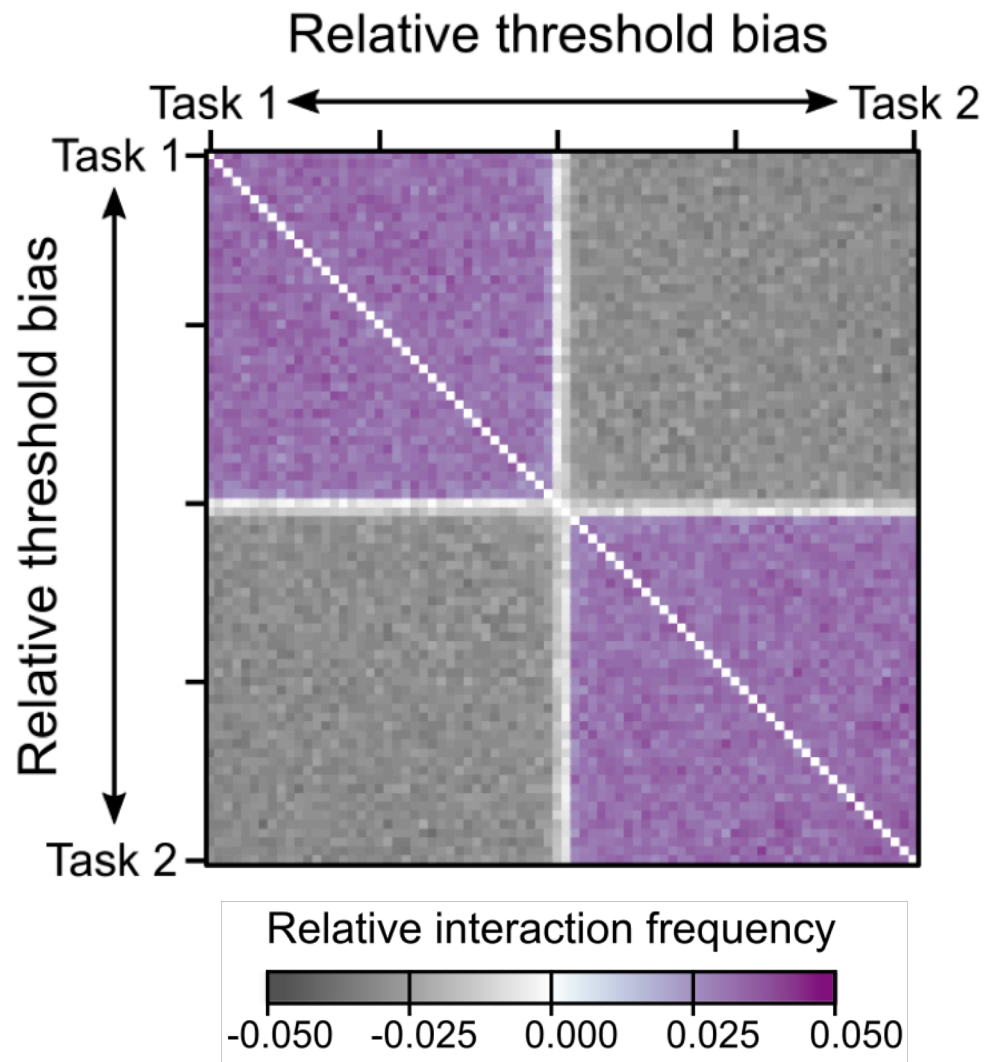 Relative threshold bias
Task 1 Task 2
Task 1
Relative threshold bias
Task 2
Relative interaction frequency
-0.050 -0.025 0.000 0.025 0.050